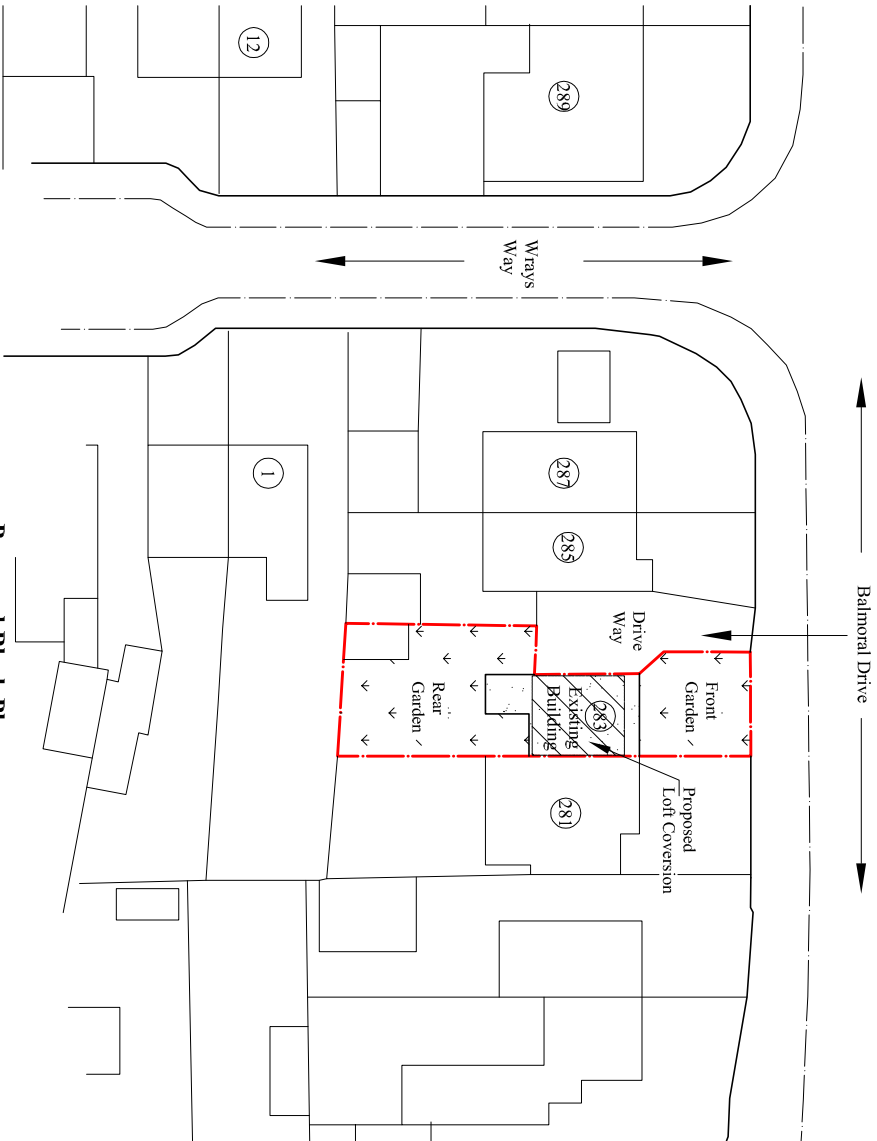 Balmoral Drive
289
12
Wrays
Way
287
285
1
Drive
Way
Front
Garden
283
Existing
Building
Rear
Garden
281
Proposed
Loft Coversion